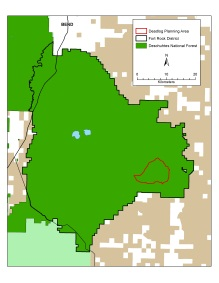 BEND
Deadlog Planning Area
Fort Rock District
Deschutes National Forest
N
0
10
20
Kilometers